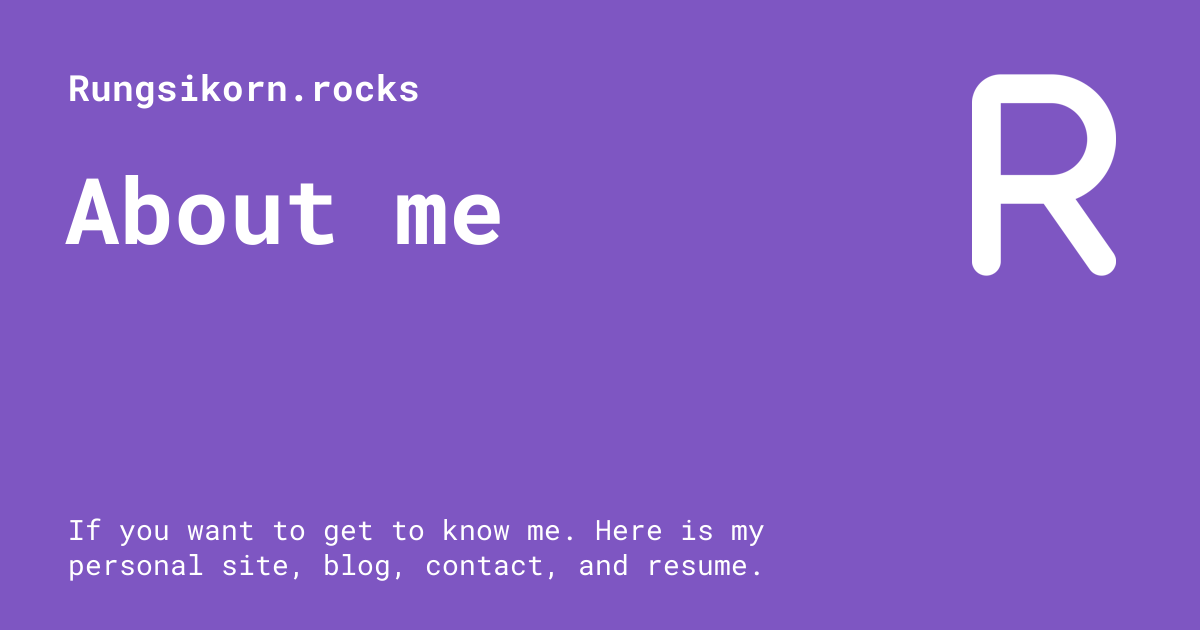 Rungsikorn.rocks
R
About me
If you want to get to know me. Here is my
personal site, blog, contact, and resume.